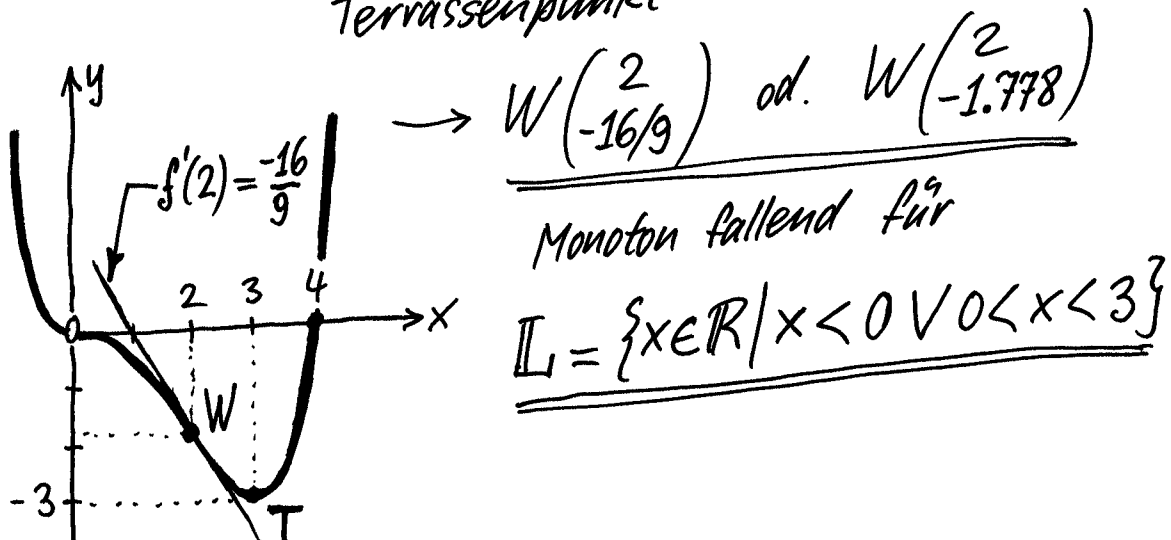 Terrassenpunkt
→ W(2 -16/9) od. W(2 -1.778)
Monoton fallend für
𝕃 = {x∈ℝ | x < 0 ∨ 0 < x < 3}
y
f'(2) = -16/9
0
2
3
4
x
W
-3
T